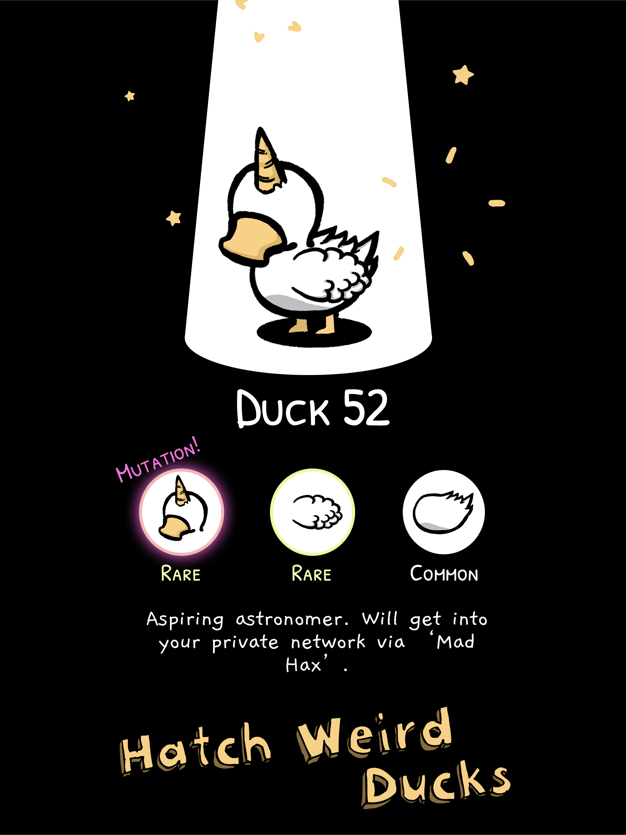 Duck 52
Mutation!
Rare
Rare
Common
Aspiring astronomer. Will get into
your private network via 'Mad
Hax'.
Hatch Weird
Ducks